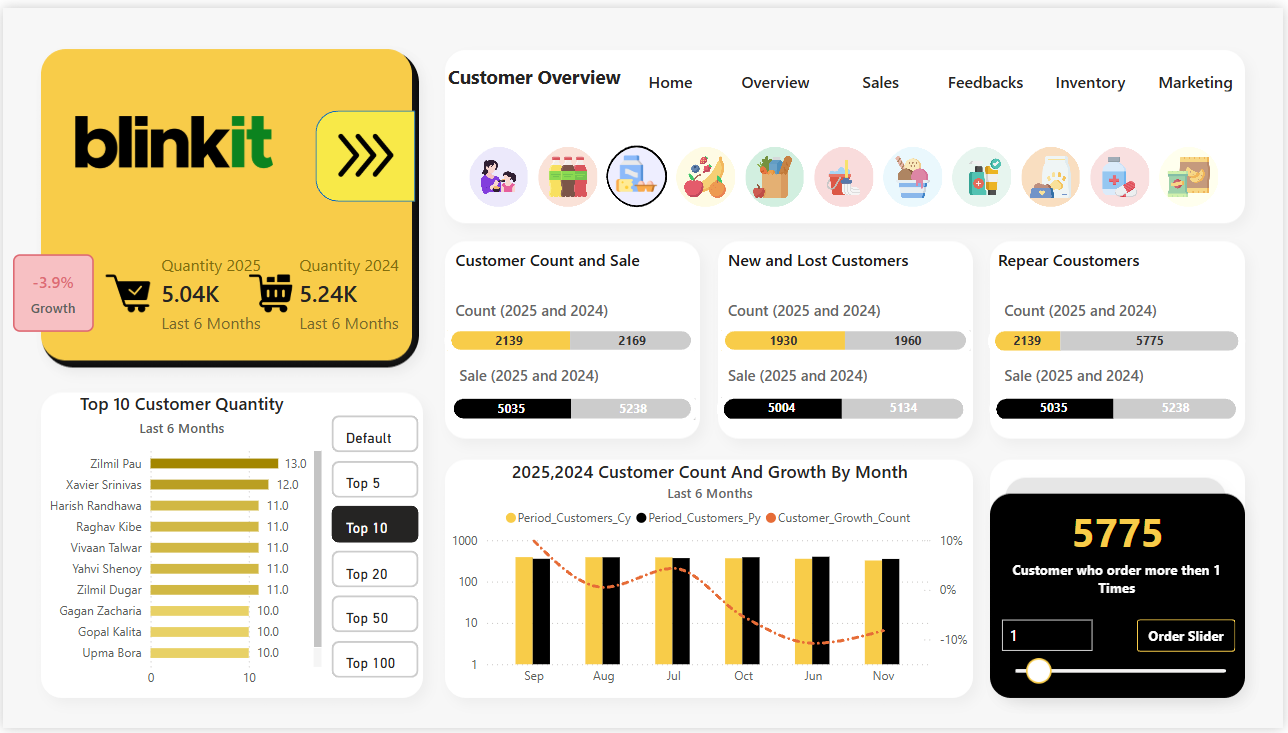 blinkit
-3.9%
Growth
Quantity 2025
5.04K
Last 6 Months
Quantity 2024
5.24K
Last 6 Months
Customer Overview
Home
Overview
Sales
Feedbacks
Inventory
Marketing
Customer Count and Sale
Count (2025 and 2024)
2139 2169
Sale (2025 and 2024)
5035 5238
New and Lost Customers
Count (2025 and 2024)
1930 1960
Sale (2025 and 2024)
5004 5134
Repear Coustomers
Count (2025 and 2024)
2139 5775
Sale (2025 and 2024)
5035 5238
Top 10 Customer Quantity
Last 6 Months
Zilmil Pau 13.0
Xavier Srinivas 12.0
Harish Randhawa 11.0
Raghav Kibe 11.0
Vivaan Talwar 11.0
Yahvi Shenoy 11.0
Zilmil Dugar 11.0
Gagan Zacharia 10.0
Gopal Kalita 10.0
Upma Bora 10.0
0 10
Default
Top 5
Top 10
Top 20
Top 50
Top 100
2025,2024 Customer Count And Growth By Month
Last 6 Months
Period_Customers_Cy Period_Customers_Py Customer_Growth_Count
1000 10%
100 0%
10 -10%
1
Sep Aug Jul Oct Jun Nov
5775
Customer who order more then 1
Times
1
Order Slider